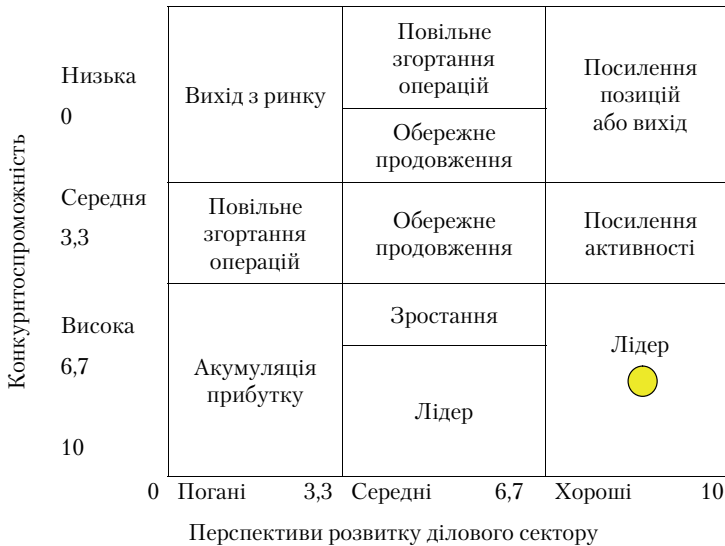 Конкурнтоспроможність
Низька
0
Середня
3,3
Висока
6,7
10
Вихід з ринку
Повільне
згортання
операцій
Обережне
продовження
Посилення
позицій
або вихід
Повільне
згортання
операцій
Обережне
продовження
Посилення
активності
Акумуляція
прибутку
Зростання
Лідер
Лідер
0 Погані 3,3 Середні 6,7 Хороші 10
Перспективи розвитку ділового сектору